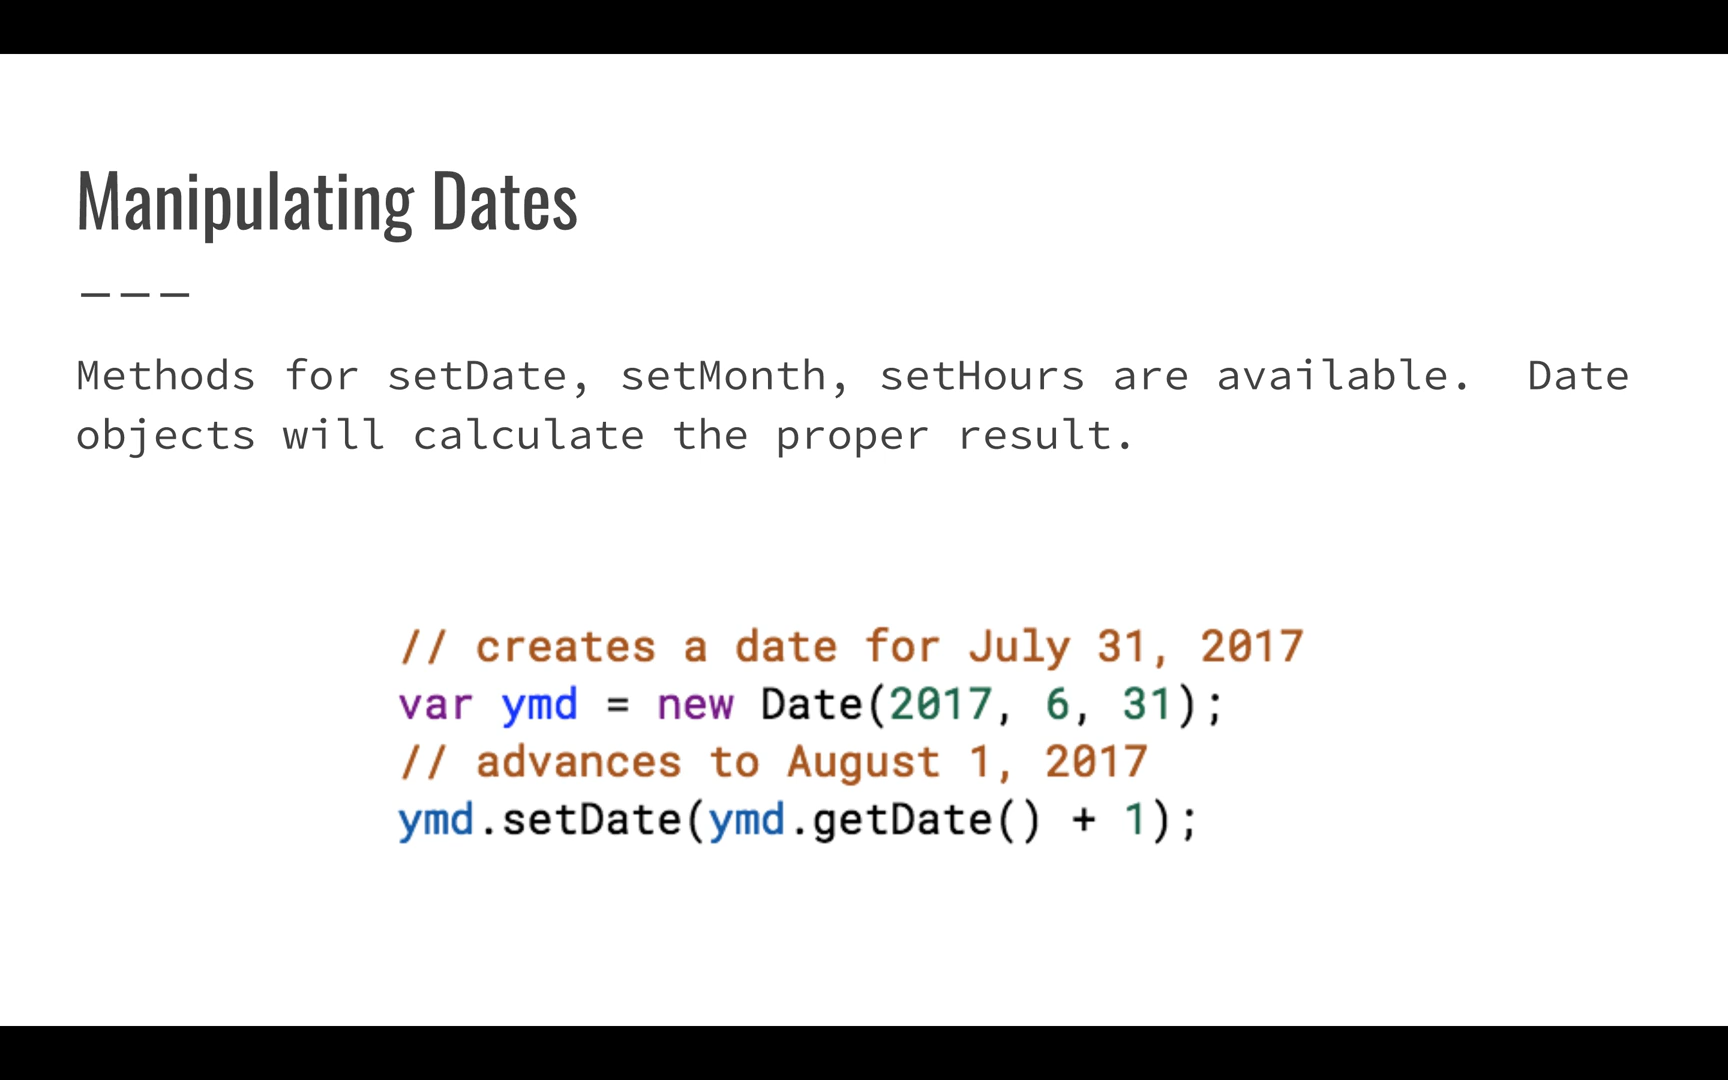 Manipulating Dates
———
Methods for setDate, setMonth, setHours are available.  Date
objects will calculate the proper result.
// creates a date for July 31, 2017
var ymd = new Date(2017, 6, 31);
// advances to August 1, 2017
ymd.setDate(ymd.getDate() + 1);